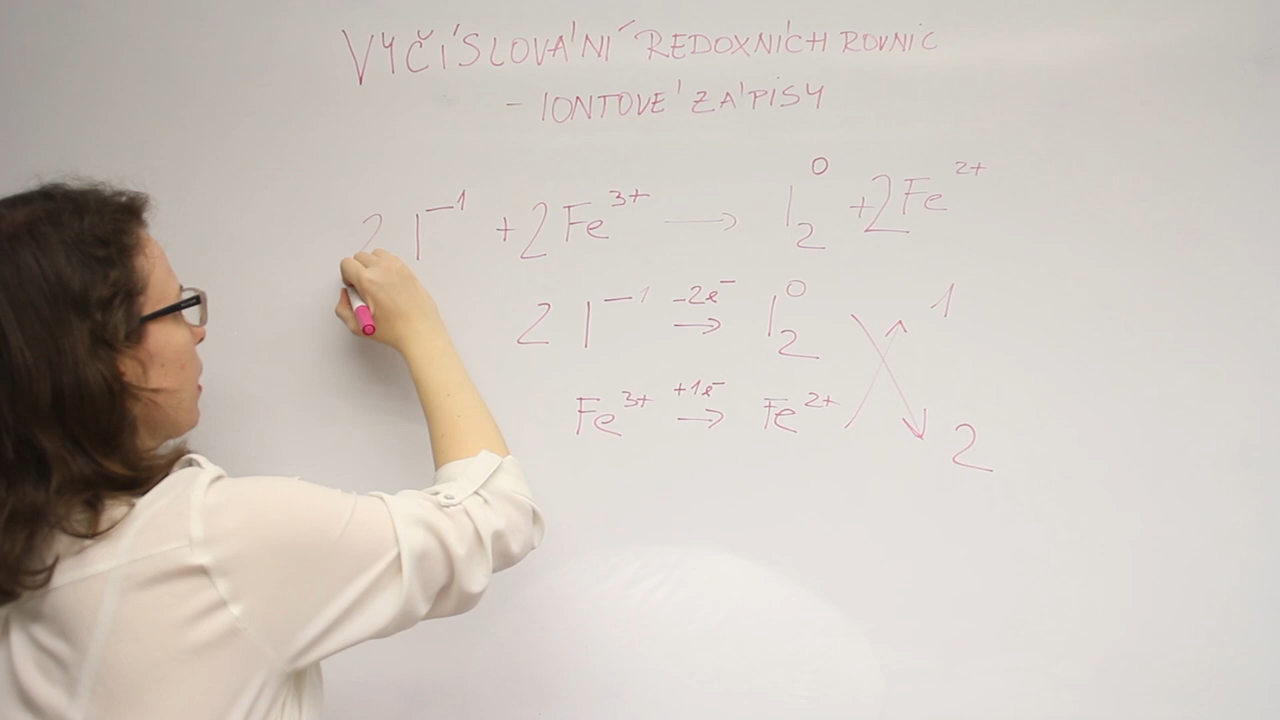 VYČÍSLOVÁNÍ REDOXNÍCH ROVNIC
- IONTOVÉ ZÁPISY
2 I⁻¹ + 2 Fe³⁺ → I₂⁰ + 2 Fe²⁺
2 I⁻¹ -2e⁻ → I₂⁰ 1
Fe³⁺ +1e⁻ → Fe²⁺ 2